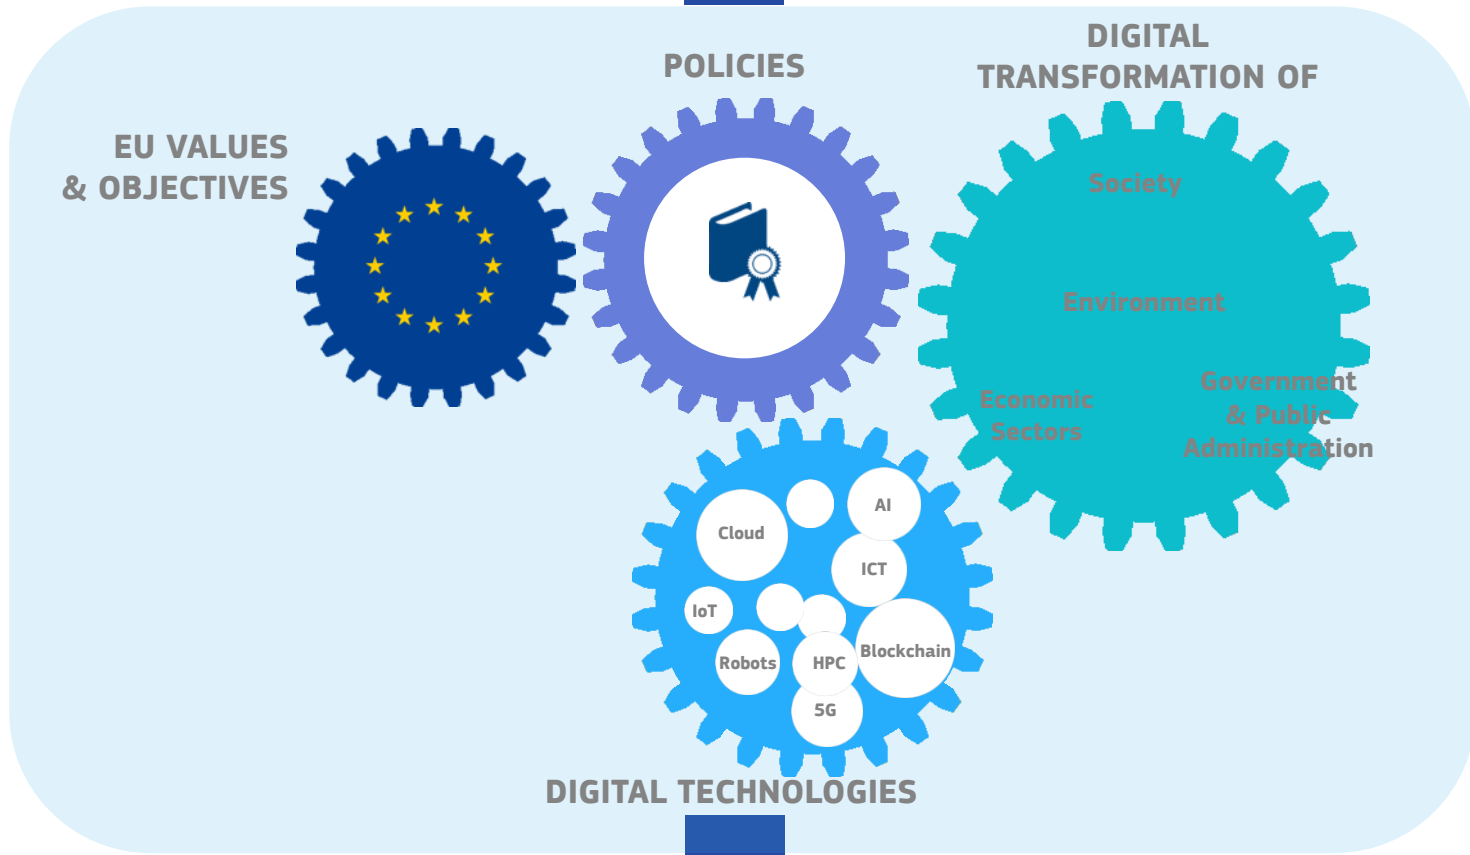 EU VALUES
& OBJECTIVES
POLICIES
DIGITAL
TRANSFORMATION OF
Society
Environment
Economic
Sectors
Government
& Public
Administration
Cloud
AI
ICT
IoT
Robots
HPC
Blockchain
5G
DIGITAL TECHNOLOGIES